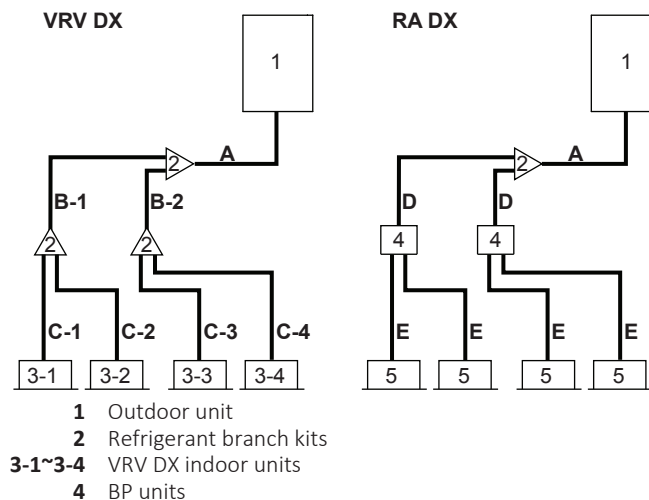 VRV DX RA DX
1 1
2 A 2 A
B-1 B-2 D D
2 2 4 4
C-1 C-2 C-3 C-4 E E E E
3-1 3-2 3-3 3-4 5 5 5 5
1 Outdoor unit
2 Refrigerant branch kits
3-1~3-4 VRV DX indoor units
4 BP units